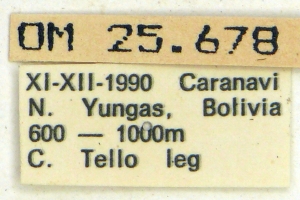 OM 25.678
XI-XII-1990 Caranavi
N. Yungas, Bolivia
600 — 1000m
C. Tello leg